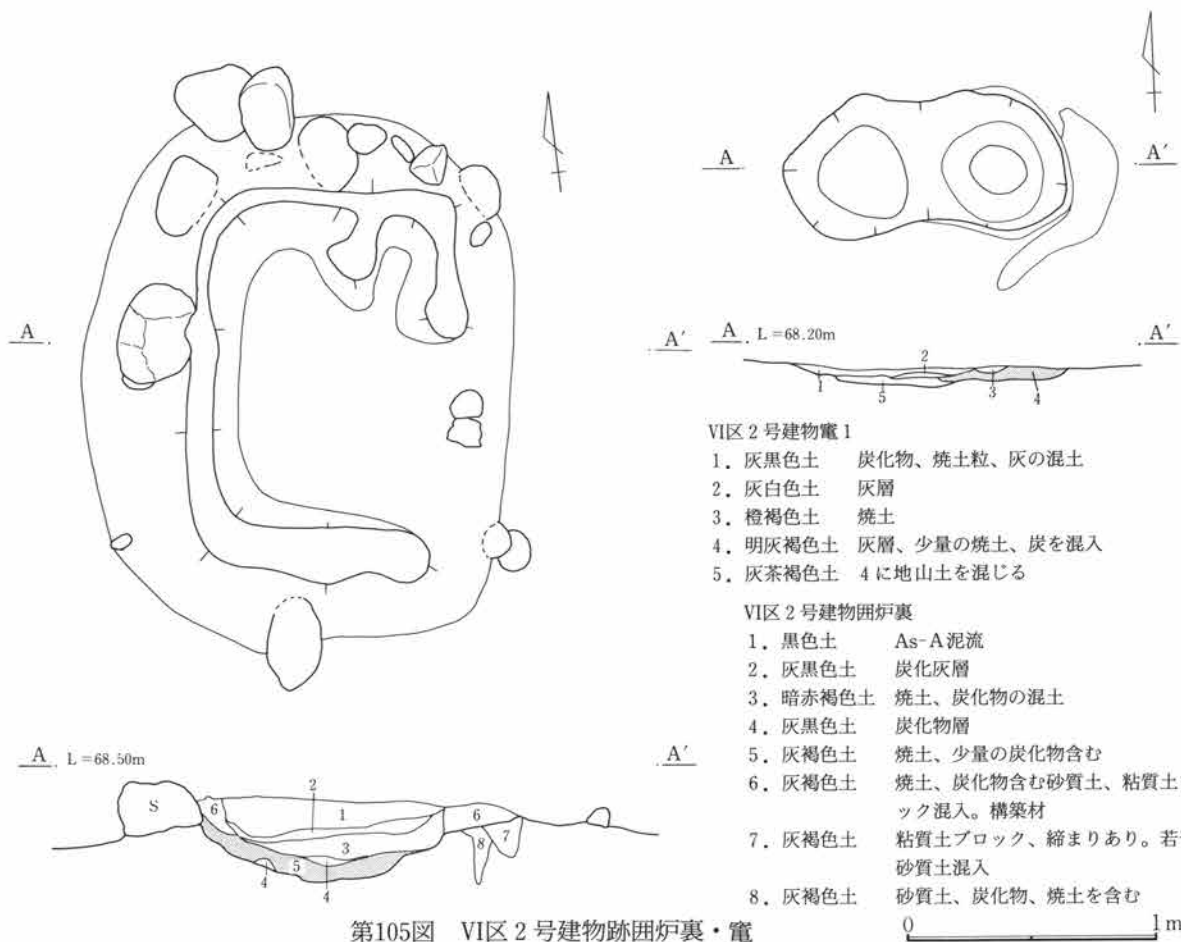 A
A'
A
A'
A L=68.20m
A'
2
1
5
3
4
VI区2号建物竈1
1．灰黒色土　炭化物、焼土粒、灰の混土
2．灰白色土　灰層
3．橙褐色土　焼土
4．明灰褐色土　灰層、少量の焼土、炭を混入
5．灰茶褐色土　4に地山土を混じる
VI区2号建物囲炉裏
1．黒色土　As-A泥流
2．灰黒色土　炭化灰層
3．暗赤褐色土　焼土、炭化物の混土
4．灰黒色土　炭化物層
5．灰褐色土　焼土、少量の炭化物含む
6．灰褐色土　焼土、炭化物含む砂質土、粘質土
ック混入。構築材
7．灰褐色土　粘質土ブロック、締まりあり。若
砂質土混入
8．灰褐色土　砂質土、炭化物、焼土を含む
A L=68.50m
A'
S
6
2
1
3
5
4
4
6
7
8
第105図　VI区2号建物跡囲炉裏・竈
0
1m